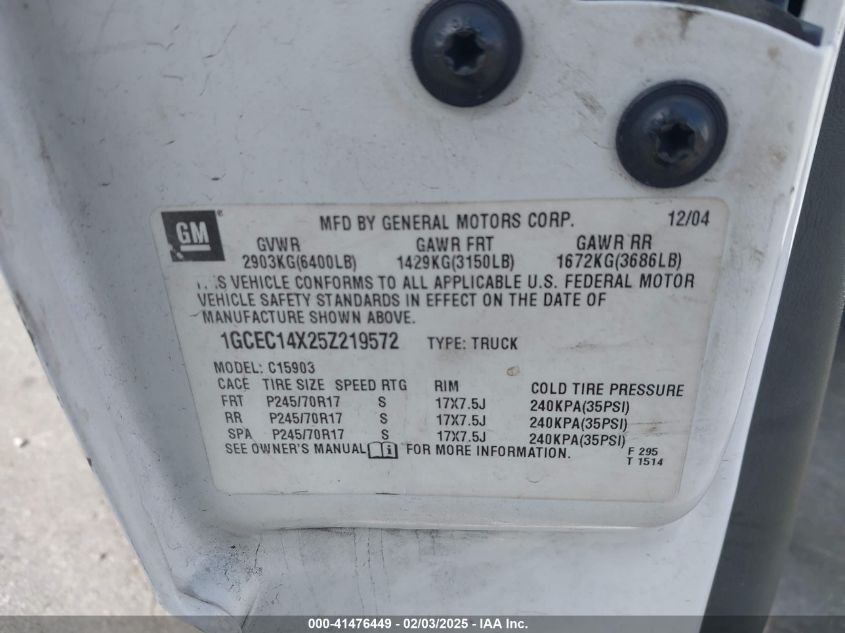 GM
MFD BY GENERAL MOTORS CORP. 12/04
GVWR GAWR FRT GAWR RR
2903KG(6400LB) 1429KG(3150LB) 1672KG(3686LB)
VEHICLE CONFORMS TO ALL APPLICABLE U.S. FEDERAL MOTOR
VEHICLE SAFETY STANDARDS IN EFFECT ON THE DATE OF
MANUFACTURE SHOWN ABOVE.
1GCEC14X25Z219572 TYPE: TRUCK
MODEL: C15903
CACE TIRE SIZE SPEED RTG RIM COLD TIRE PRESSURE
FRT P245/70R17 S 17X7.5J 240KPA(35PSI)
RR P245/70R17 S 17X7.5J 240KPA(35PSI)
SPA P245/70R17 S 17X7.5J 240KPA(35PSI)
SEE OWNER'S MANUAL i FOR MORE INFORMATION.
F 295
T 1514
000-41476449 - 02/03/2025 - IAA Inc.